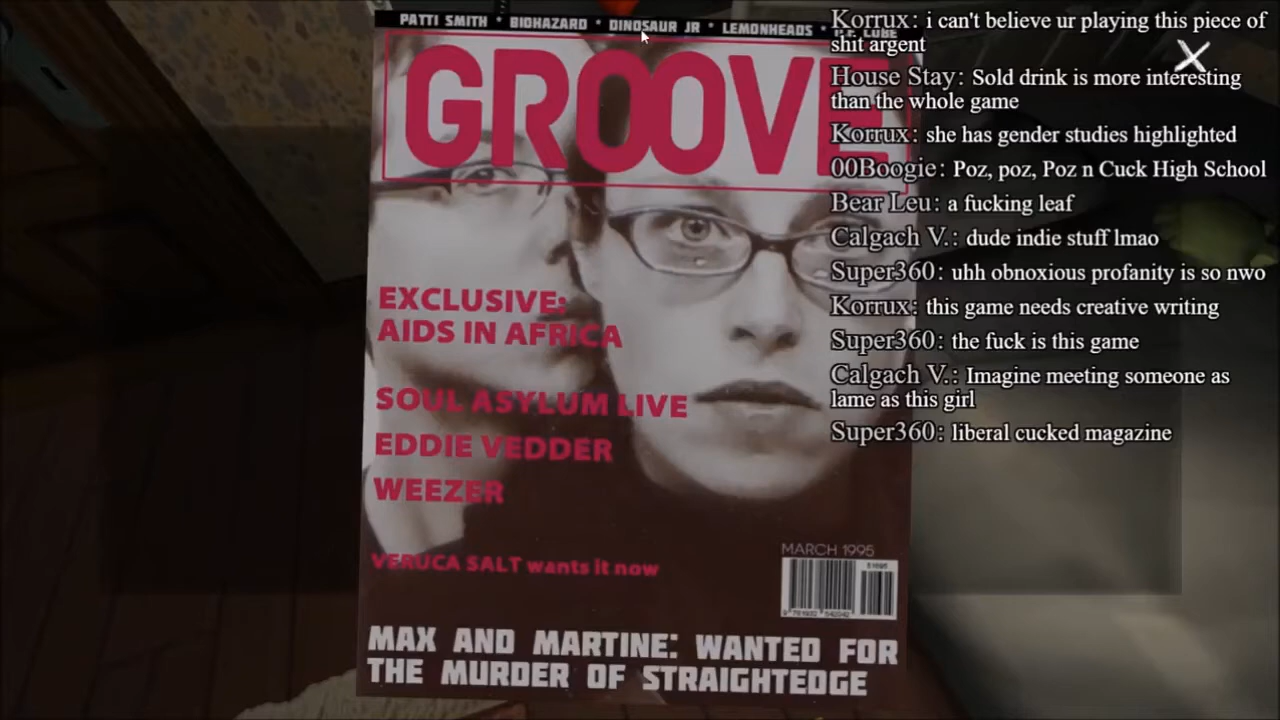 PATTI SMITH * BIOHAZARD * DINOSAUR JR * LEMONHEADS *
GROOVE
EXCLUSIVE:
AIDS IN AFRICA
SOUL ASYLUM LIVE
EDDIE VEDDER
WEEZER
VERUCA SALT wants it now
MARCH 1995
MAX AND MARTINE: WANTED FOR
THE MURDER OF STRAIGHTEDGE
Korrux: i can't believe ur playing this piece of
shit argent
House Stay: Sold drink is more interesting
than the whole game
Korrux: she has gender studies highlighted
00Boogie: Poz, poz, Poz n Cuck High School
Bear Leu: a fucking leaf
Calgach V.: dude indie stuff lmao
Super360: uhh obnoxious profanity is so nwo
Korrux: this game needs creative writing
Super360: the fuck is this game
Calgach V.: Imagine meeting someone as
lame as this girl
Super360: liberal cucked magazine